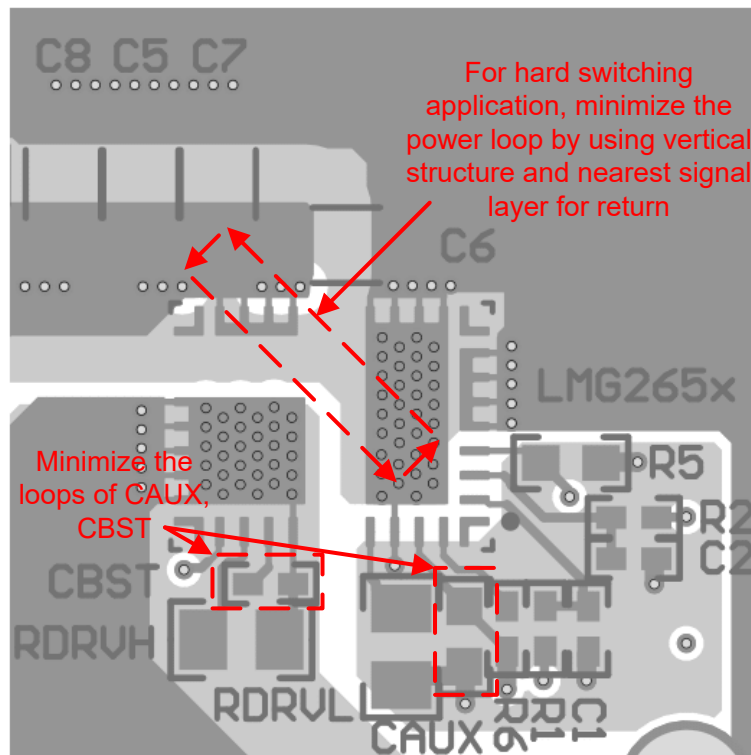 C8 C5 C7
For hard switching
application, minimize the
power loop by using vertical
structure and nearest signal
layer for return
C6
LMG265x
Minimize the
loops of CAUX,
CBST
R5
R2
C2
CBST
RDRVH
RDRVL
CAUX
R6
R1
C1